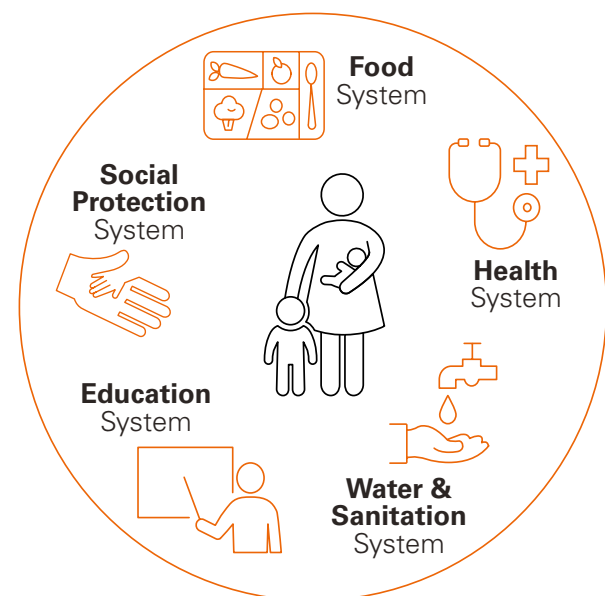 Food
System
Health
System
Water &
Sanitation
System
Education
System
Social
Protection
System